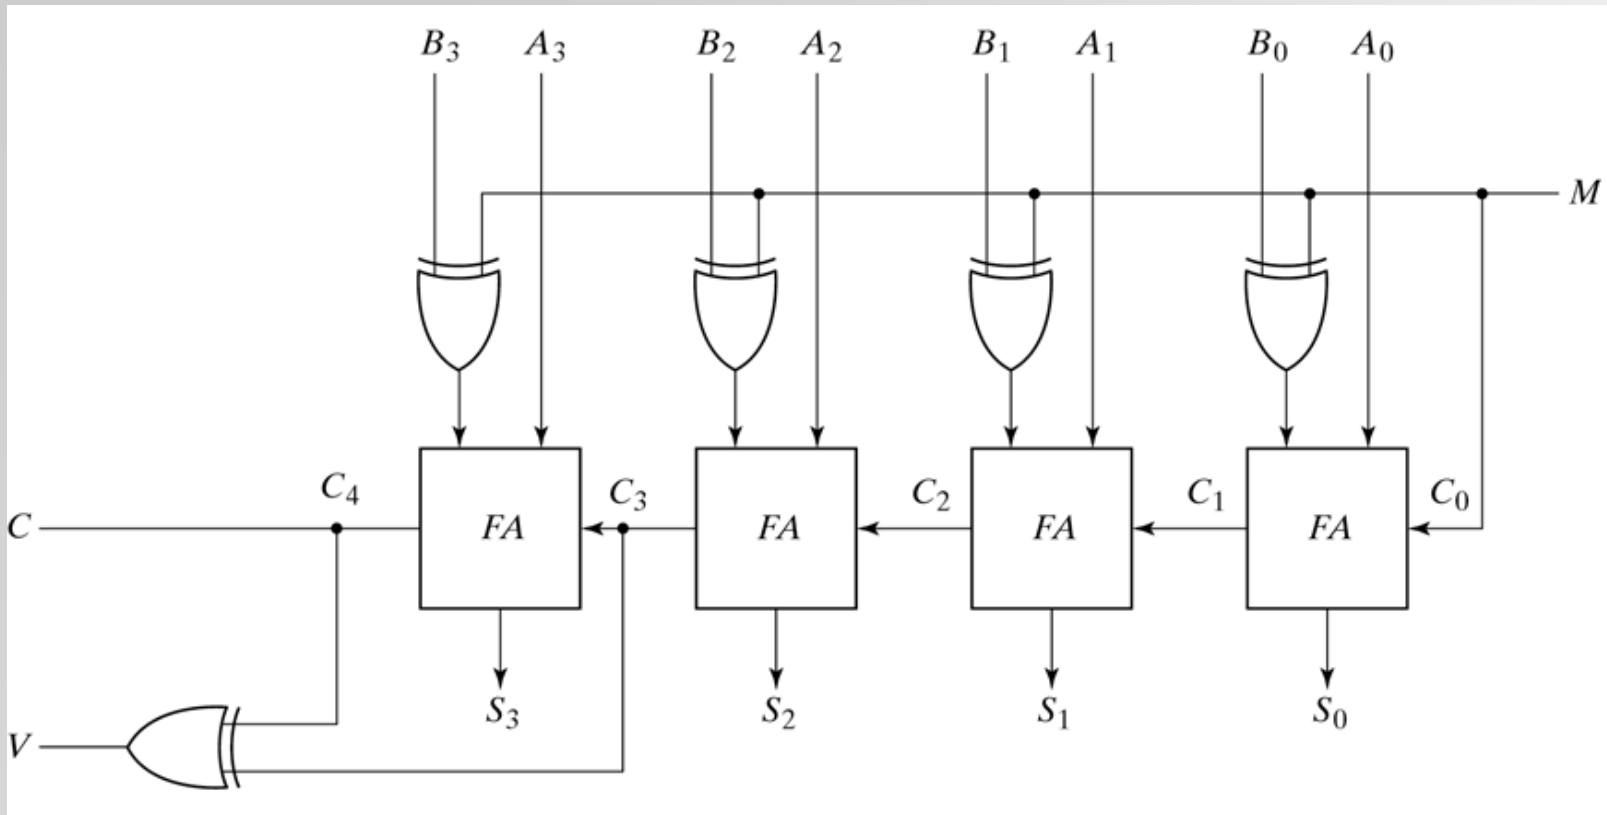 B₃ A₃ B₂ A₂ B₁ A₁ B₀ A₀
M
C₄ C₃ C₂ C₁ C₀
C FA FA FA FA
S₃ S₂ S₁ S₀
V